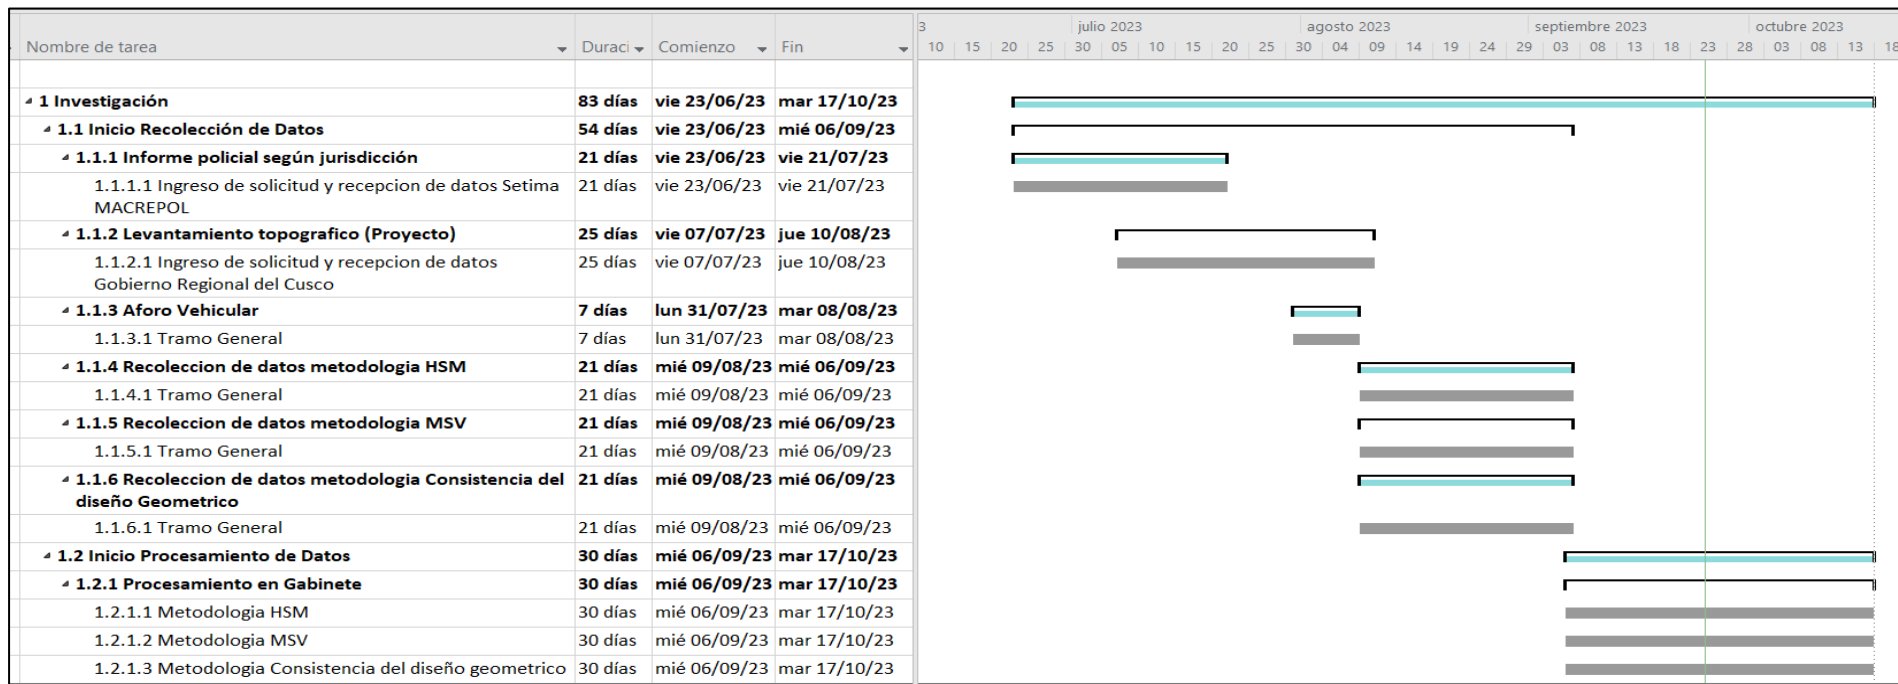 3 julio 2023 agosto 2023 septiembre 2023 octubre 2023
Nombre de tarea Duraci Comienzo Fin 10 15 20 25 30 05 10 15 20 25 30 04 09 14 19 24 29 03 08 13 18 23 28 03 08 13 18
1 Investigación 83 días vie 23/06/23 mar 17/10/23
1.1 Inicio Recolección de Datos 54 días vie 23/06/23 mié 06/09/23
1.1.1 Informe policial según jurisdicción 21 días vie 23/06/23 vie 21/07/23
1.1.1.1 Ingreso de solicitud y recepcion de datos Setima 21 días vie 23/06/23 vie 21/07/23
MACREPOL
1.1.2 Levantamiento topografico (Proyecto) 25 días vie 07/07/23 jue 10/08/23
1.1.2.1 Ingreso de solicitud y recepcion de datos 25 días vie 07/07/23 jue 10/08/23
Gobierno Regional del Cusco
1.1.3 Aforo Vehicular 7 días lun 31/07/23 mar 08/08/23
1.1.3.1 Tramo General 7 días lun 31/07/23 mar 08/08/23
1.1.4 Recoleccion de datos metodologia HSM 21 días mié 09/08/23 mié 06/09/23
1.1.4.1 Tramo General 21 días mié 09/08/23 mié 06/09/23
1.1.5 Recoleccion de datos metodologia MSV 21 días mié 09/08/23 mié 06/09/23
1.1.5.1 Tramo General 21 días mié 09/08/23 mié 06/09/23
1.1.6 Recoleccion de datos metodologia Consistencia del 21 días mié 09/08/23 mié 06/09/23
diseño Geometrico
1.1.6.1 Tramo General 21 días mié 09/08/23 mié 06/09/23
1.2 Inicio Procesamiento de Datos 30 días mié 06/09/23 mar 17/10/23
1.2.1 Procesamiento en Gabinete 30 días mié 06/09/23 mar 17/10/23
1.2.1.1 Metodologia HSM 30 días mié 06/09/23 mar 17/10/23
1.2.1.2 Metodologia MSV 30 días mié 06/09/23 mar 17/10/23
1.2.1.3 Metodologia Consistencia del diseño geometrico 30 días mié 06/09/23 mar 17/10/23